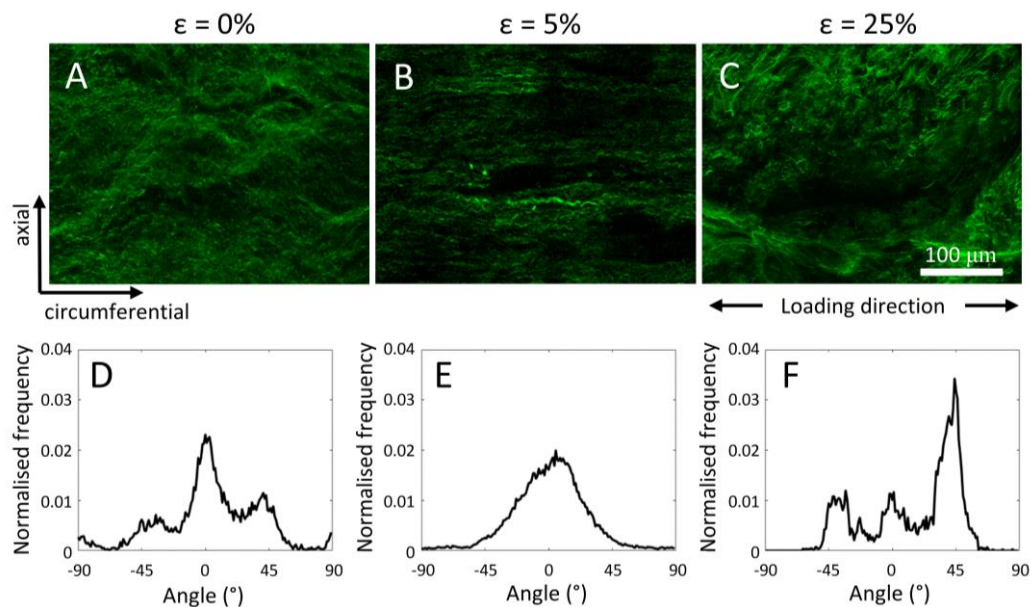 ε = 0% ε = 5% ε = 25%
A B C
axial
circumferential
100 μm
Loading direction
D E F
Normalised frequency
0.04
0.03
0.02
0.01
0
-90 -45 0 45 90
Angle (°)
Normalised frequency
0.04
0.03
0.02
0.01
0
-90 -45 0 45 90
Angle (°)
Normalised frequency
0.04
0.03
0.02
0.01
0
-90 -45 0 45 90
Angle (°)